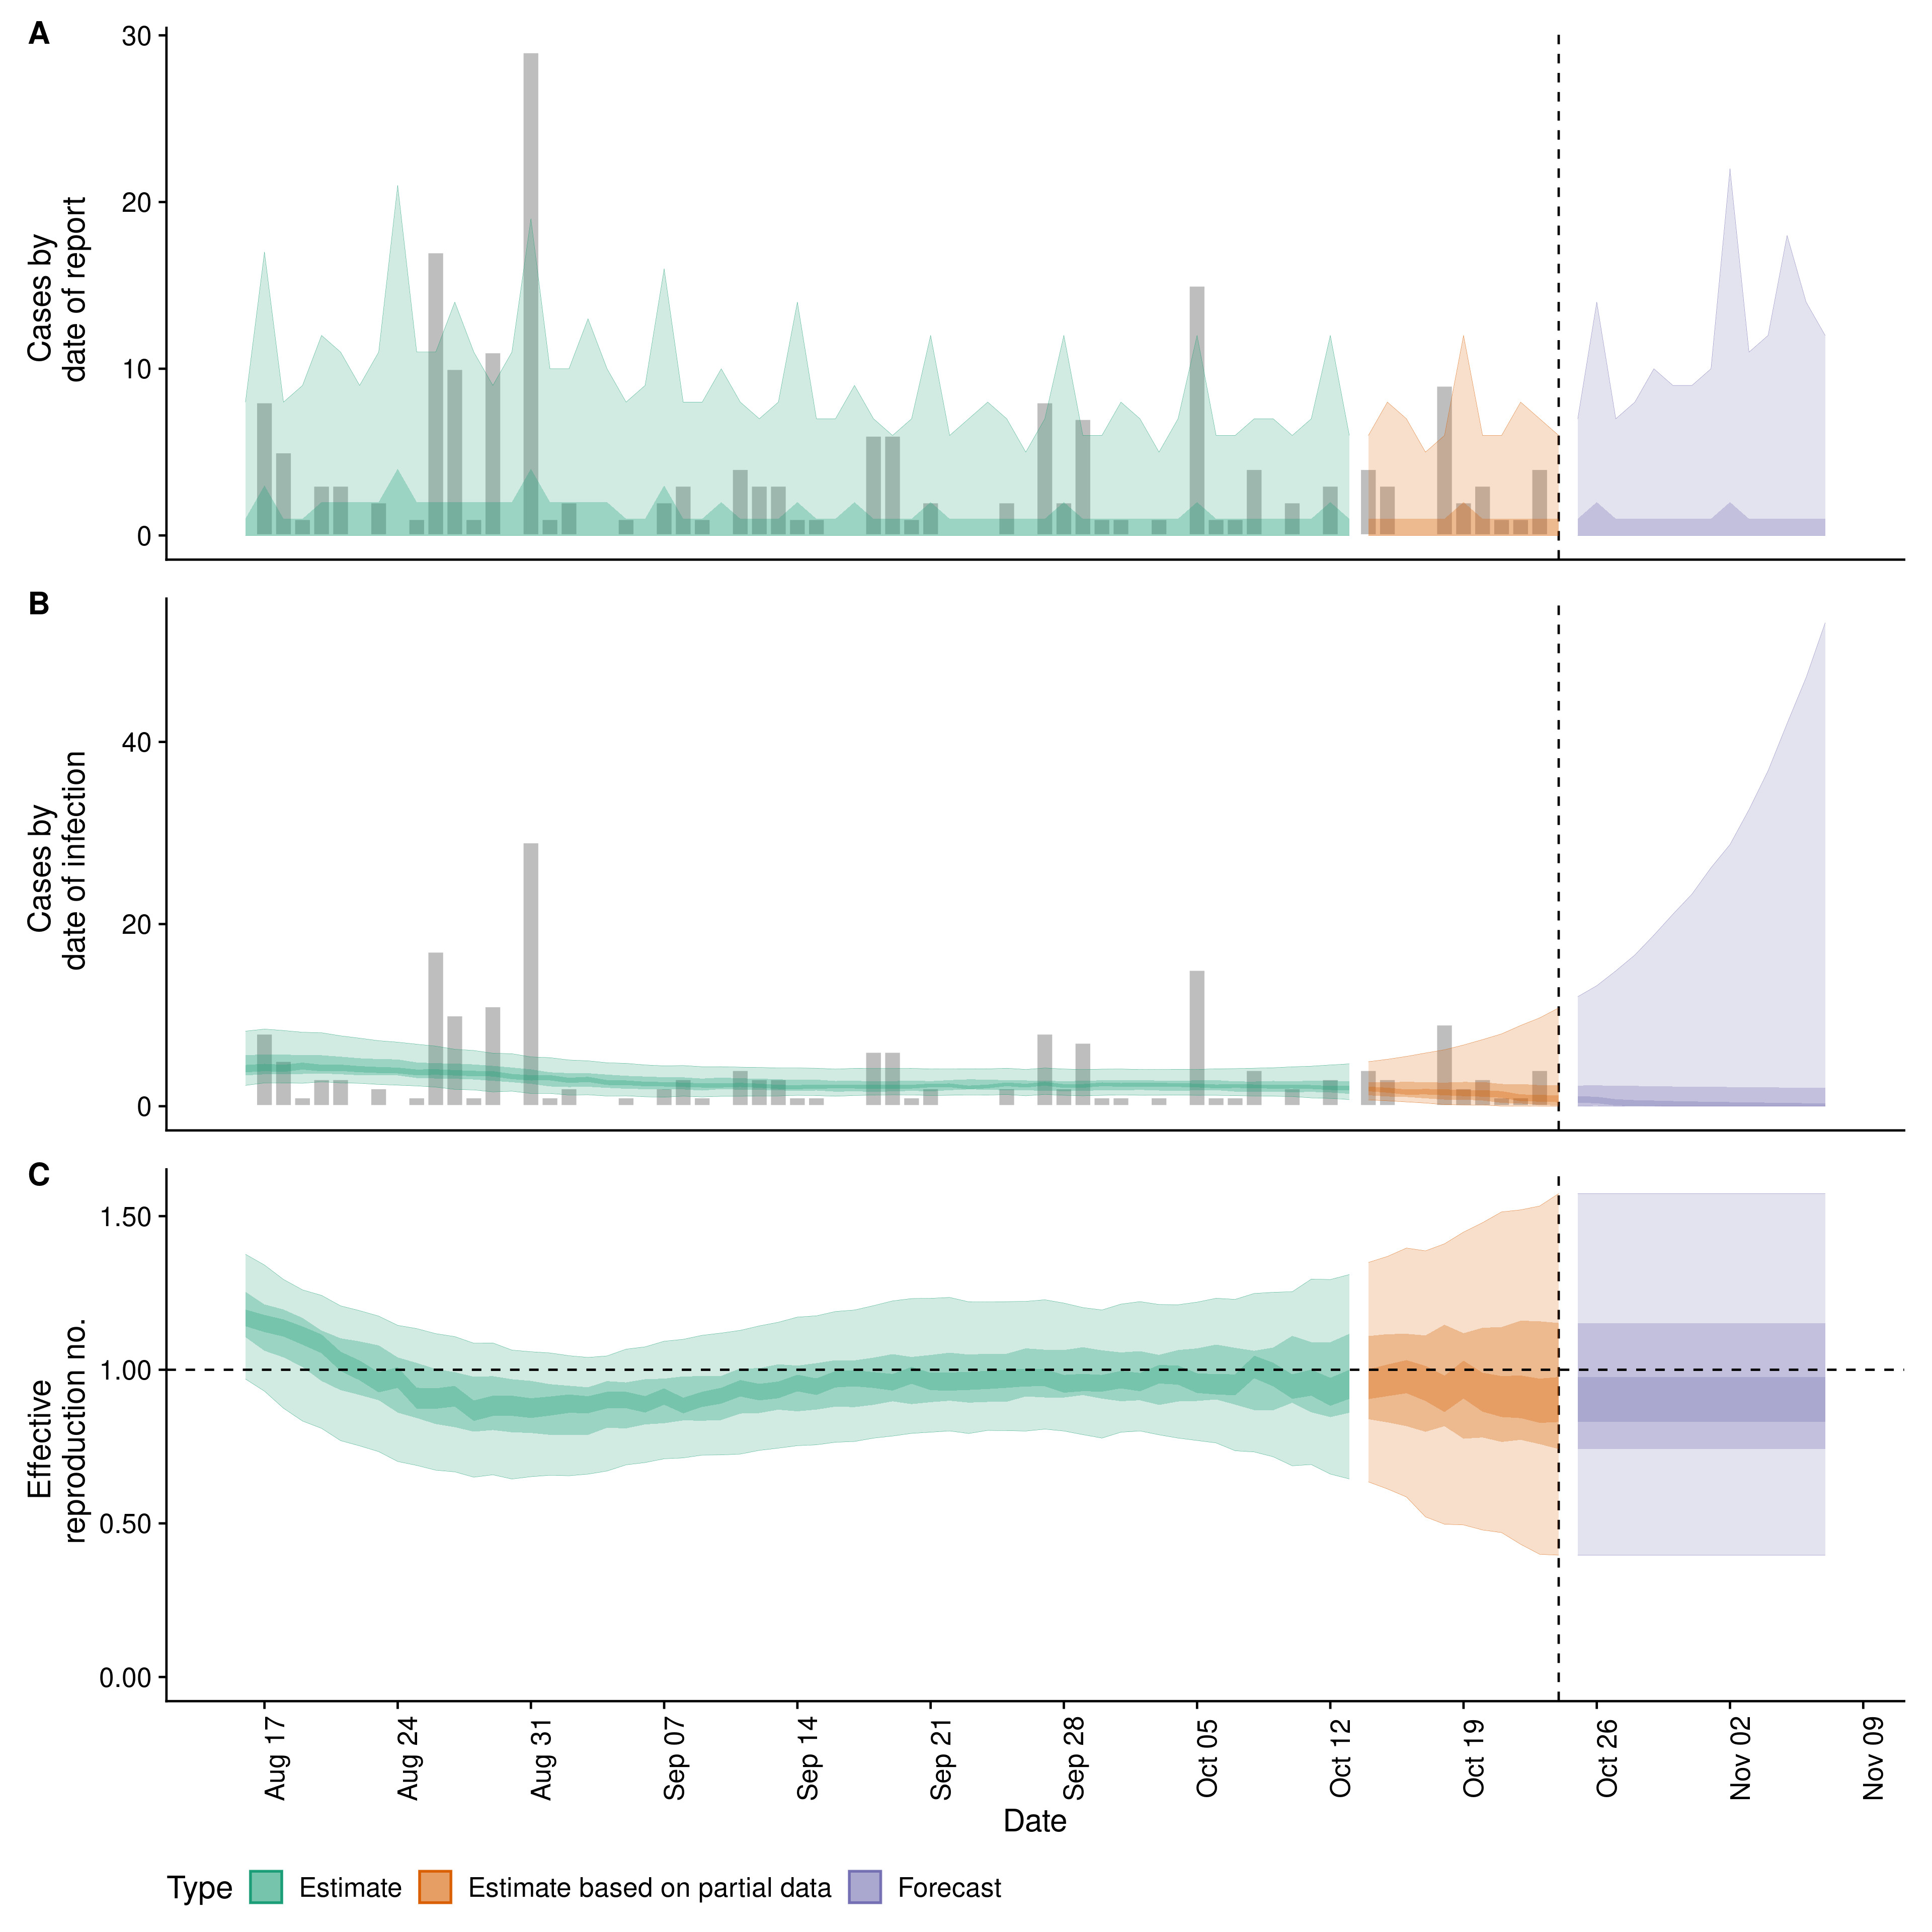 A
30
20
10
0
Cases by
date of report
B
40
20
0
Cases by
date of infection
C
1.50
1.00
0.50
0.00
Effective
reproduction no.
Aug 17
Aug 24
Aug 31
Sep 07
Sep 14
Sep 21
Sep 28
Oct 05
Oct 12
Oct 19
Oct 26
Nov 02
Nov 09
Date
Type Estimate Estimate based on partial data Forecast